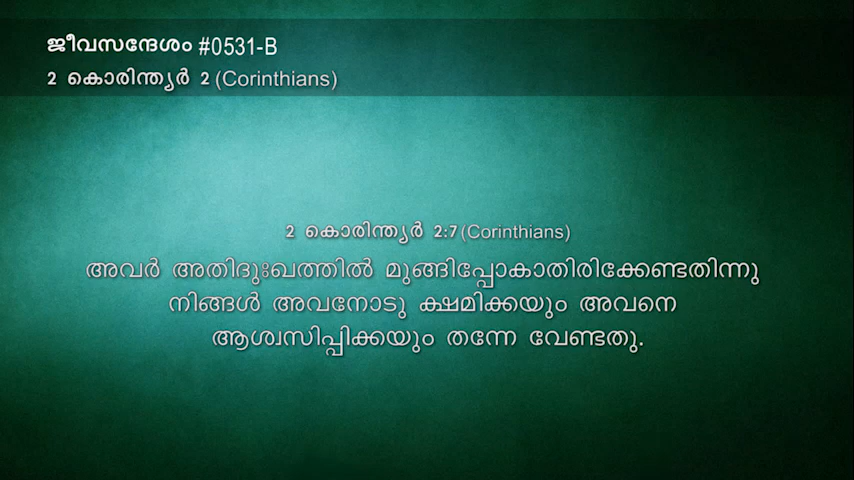 ജീവസന്ദേശം #0531-B
2 കൊരിന്ത്യർ 2 (Corinthians)
2 കൊരിന്ത്യർ 2:7 (Corinthians)
അവർ അതിദുഃഖത്തിൽ മുങ്ങിപ്പോകാതിരിക്കേണ്ടതിന്നു
നിങ്ങൾ അവനോടു ക്ഷമിക്കയും അവനെ
ആശ്വസിപ്പിക്കയും തന്നേ വേണ്ടതു.